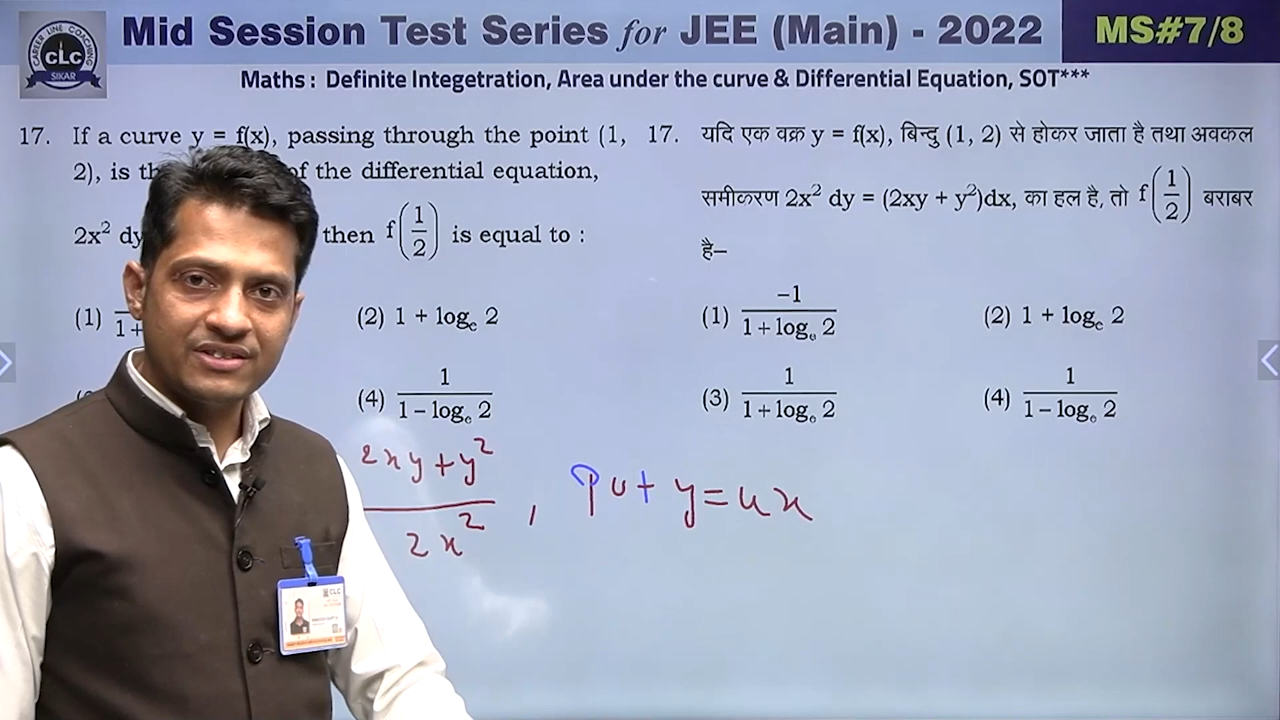 CAREER LINE COACHING
CLC
SIKAR
Mid Session Test Series for JEE (Main) - 2022
MS#7/8
Maths : Definite Integetration, Area under the curve & Differential Equation, SOT***
17. If a curve y = f(x), passing through the point (1,
2), is of the differential equation,
2x² dy then f(1/2) is equal to :
(1) 1+
(2) 1 + logₑ 2
(4) 1/(1 – logₑ 2)
17. यदि एक वक्र y = f(x), बिन्दु (1, 2) से होकर जाता है तथा अवकल
समीकरण 2x² dy = (2xy + y²)dx, का हल है, तो f(1/2) बराबर
है–
(1) -1/(1 + logₑ 2)
(2) 1 + logₑ 2
(3) 1/(1 + logₑ 2)
(4) 1/(1 – logₑ 2)
2xy+y²/2x² , Put y=ux
CLC